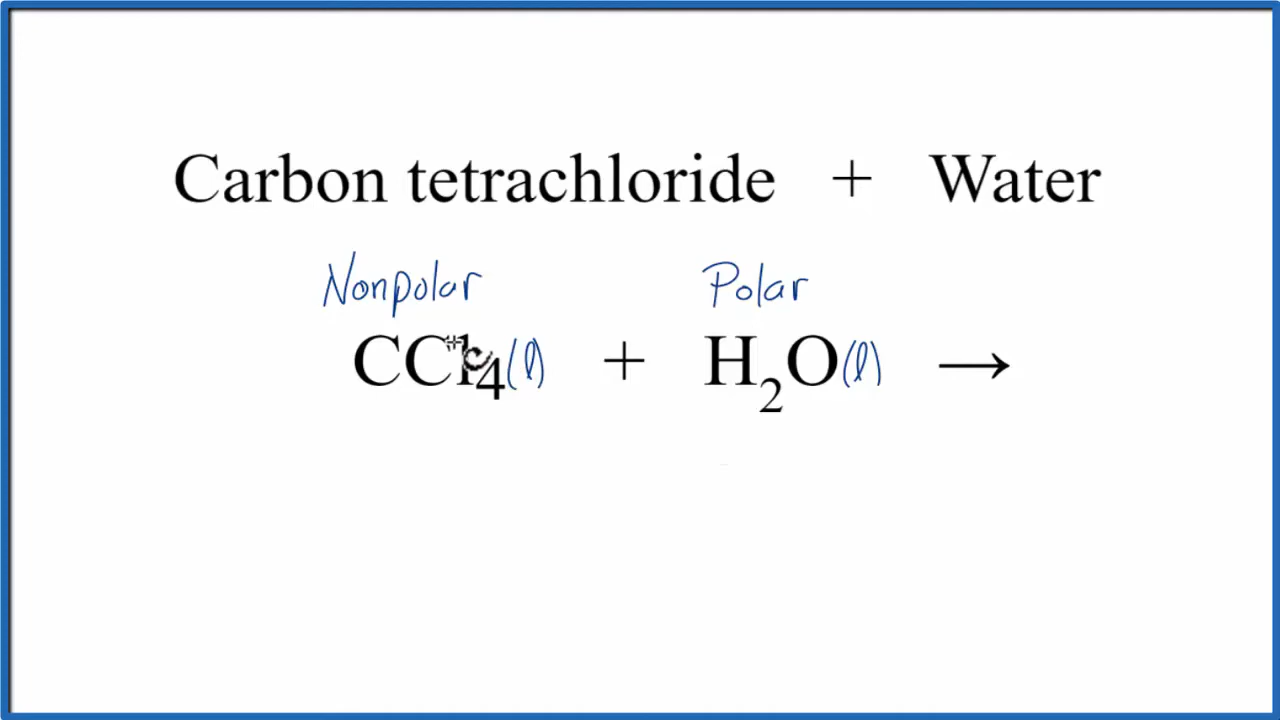 Carbon tetrachloride + Water
Nonpolar Polar
CCl₄(l) + H₂O(l) →